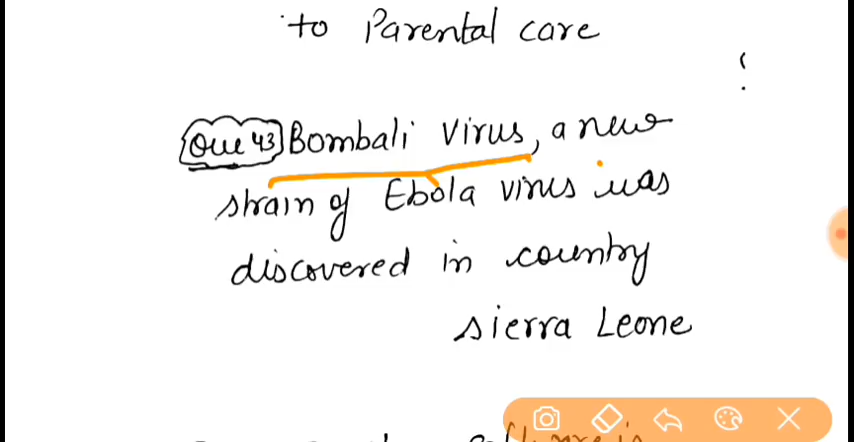 to Parental care
Que 43 Bombali Virus, a new
strain of Ebola virus was
discovered in country
sierra Leone